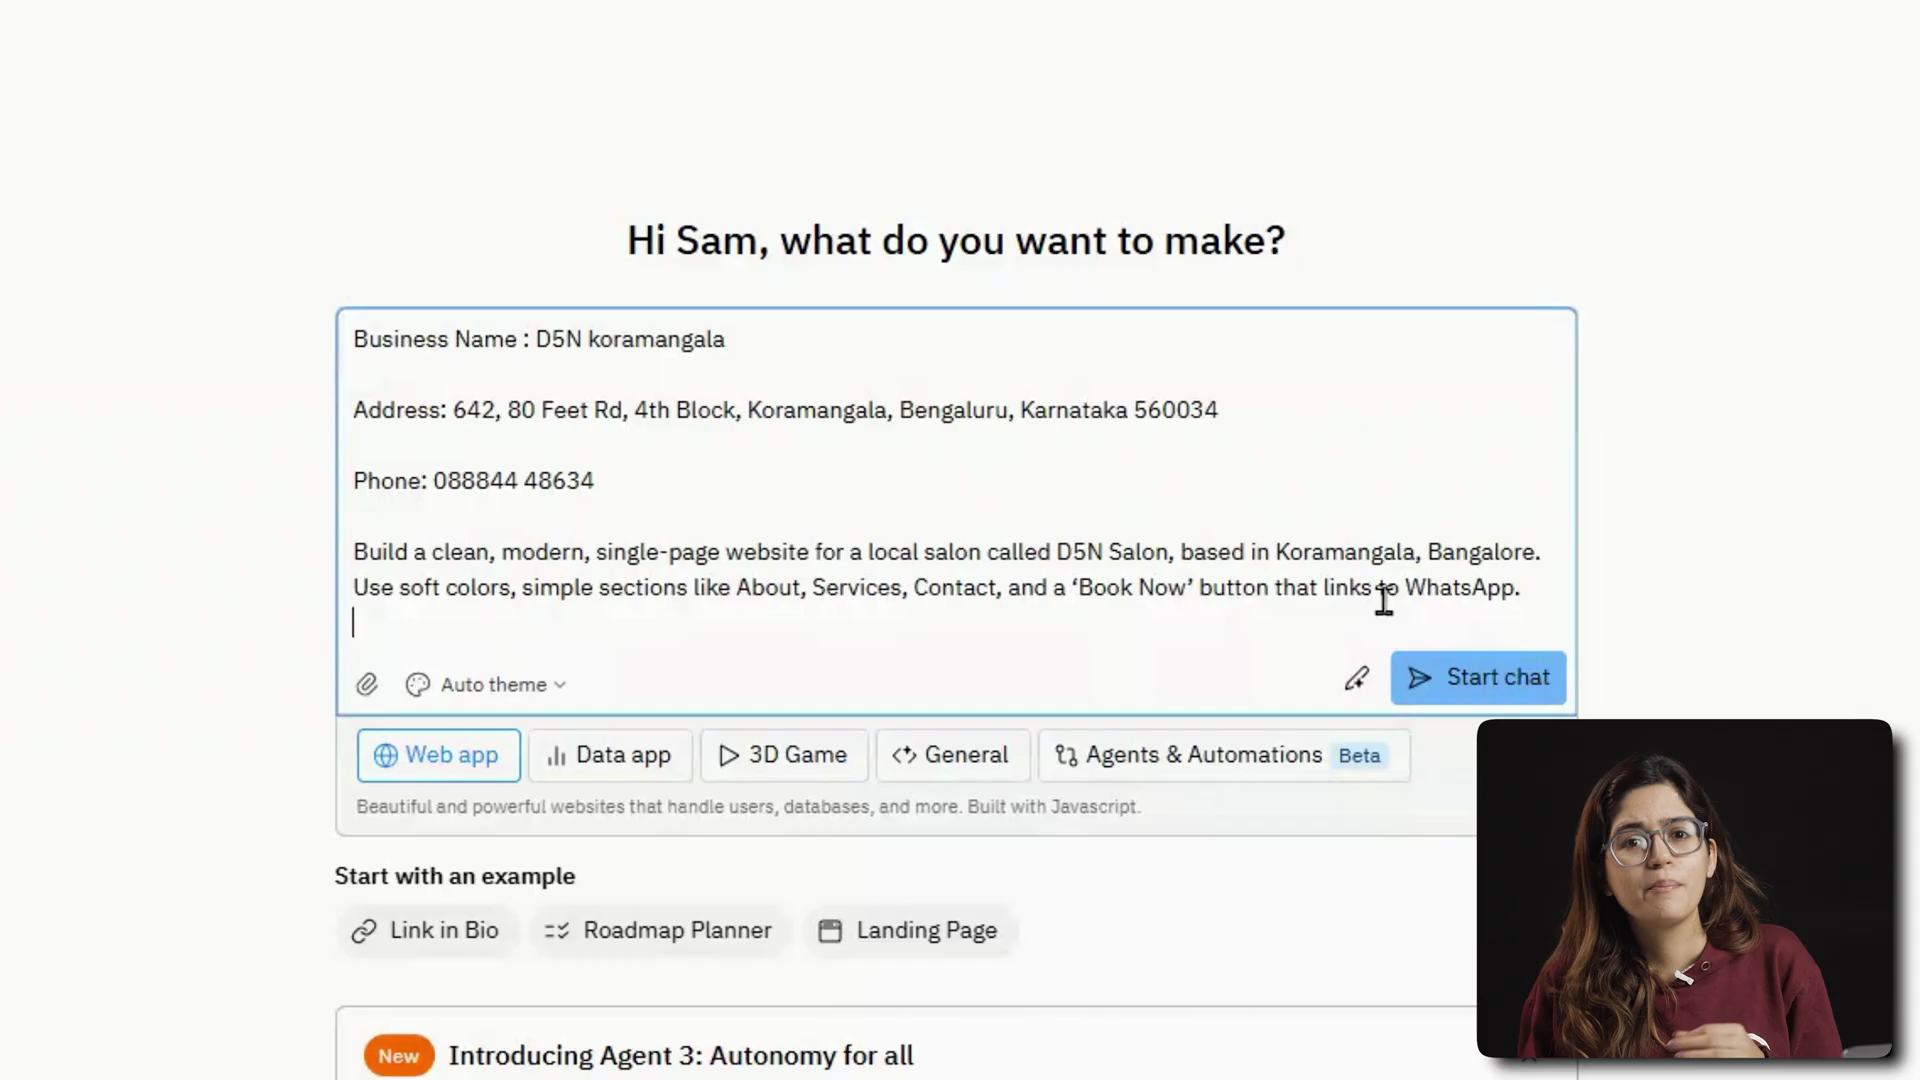 Hi Sam, what do you want to make?
Business Name : D5N koramangala
Address: 642, 80 Feet Rd, 4th Block, Koramangala, Bengaluru, Karnataka 560034
Phone: 088844 48634
Build a clean, modern, single-page website for a local salon called D5N Salon, based in Koramangala, Bangalore.
Use soft colors, simple sections like About, Services, Contact, and a ‘Book Now’ button that links to WhatsApp.
Auto theme
Start chat
Web app
Data app
3D Game
General
Agents & Automations Beta
Beautiful and powerful websites that handle users, databases, and more. Built with Javascript.
Start with an example
Link in Bio
Roadmap Planner
Landing Page
New Introducing Agent 3: Autonomy for all